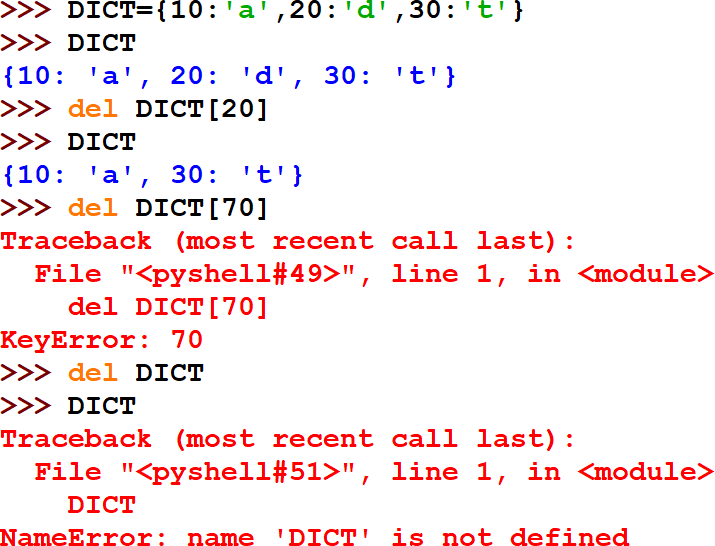 >>> DICT={10:'a',20:'d',30:'t'}
>>> DICT
{10: 'a', 20: 'd', 30: 't'}
>>> del DICT[20]
>>> DICT
{10: 'a', 30: 't'}
>>> del DICT[70]
Traceback (most recent call last):
  File "<pyshell#49>", line 1, in <module>
    del DICT[70]
KeyError: 70
>>> del DICT
>>> DICT
Traceback (most recent call last):
  File "<pyshell#51>", line 1, in <module>
    DICT
NameError: name 'DICT' is not defined